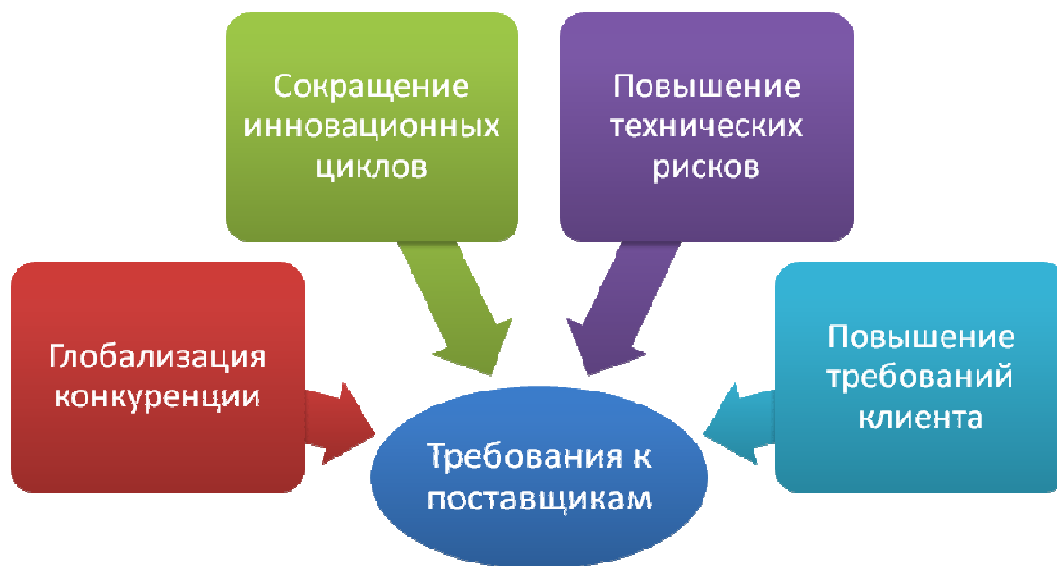 Сокращение
инновационных
циклов
Повышение
технических
рисков
Глобализация
конкуренции
Повышение
требований
клиента
Требования к
поставщикам